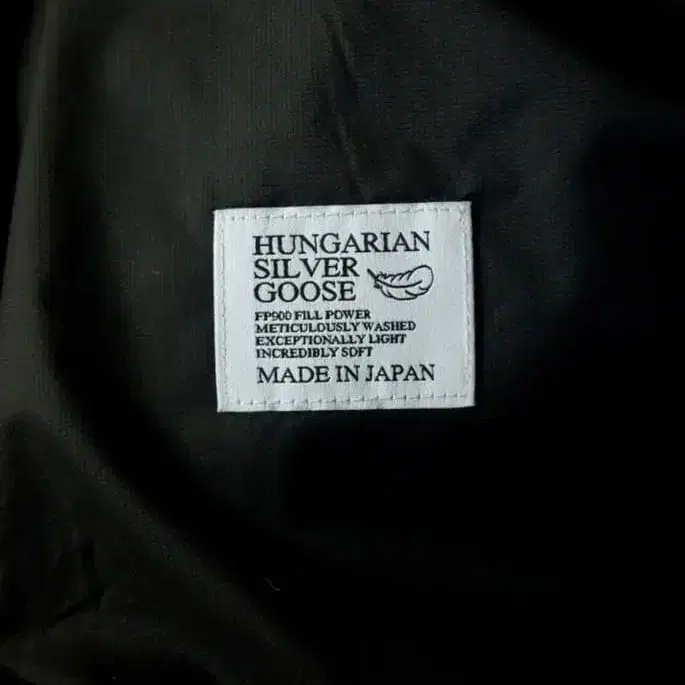 HUNGARIAN
SILVER
GOOSE
FP900 FILL POWER
METICULOUSLY WASHED
EXCEPTIONALLY LIGHT
INCREDIBLY SOFT
MADE IN JAPAN